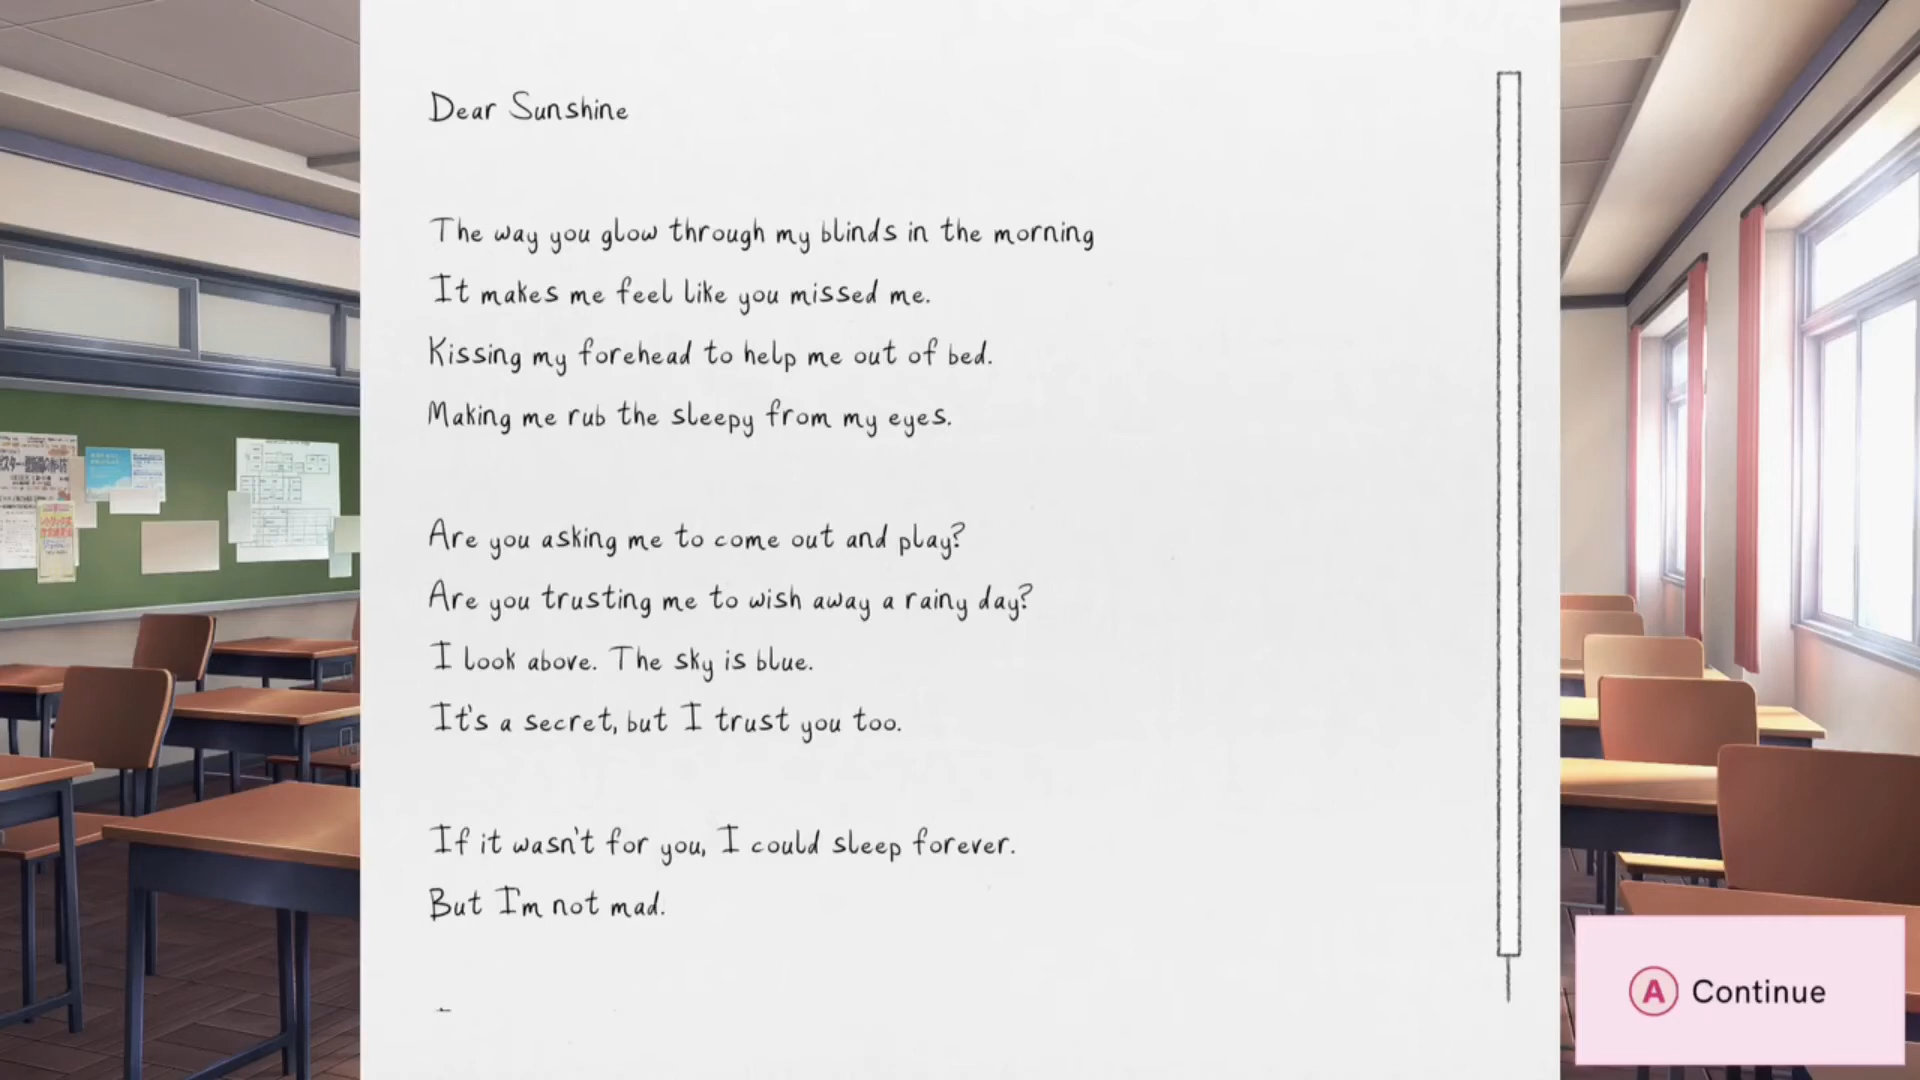 Dear Sunshine
The way you glow through my blinds in the morning
It makes me feel like you missed me.
Kissing my forehead to help me out of bed.
Making me rub the sleepy from my eyes.
Are you asking me to come out and play?
Are you trusting me to wish away a rainy day?
I look above. The sky is blue.
It's a secret, but I trust you too.
If it wasn't for you, I could sleep forever.
But I'm not mad.
A Continue